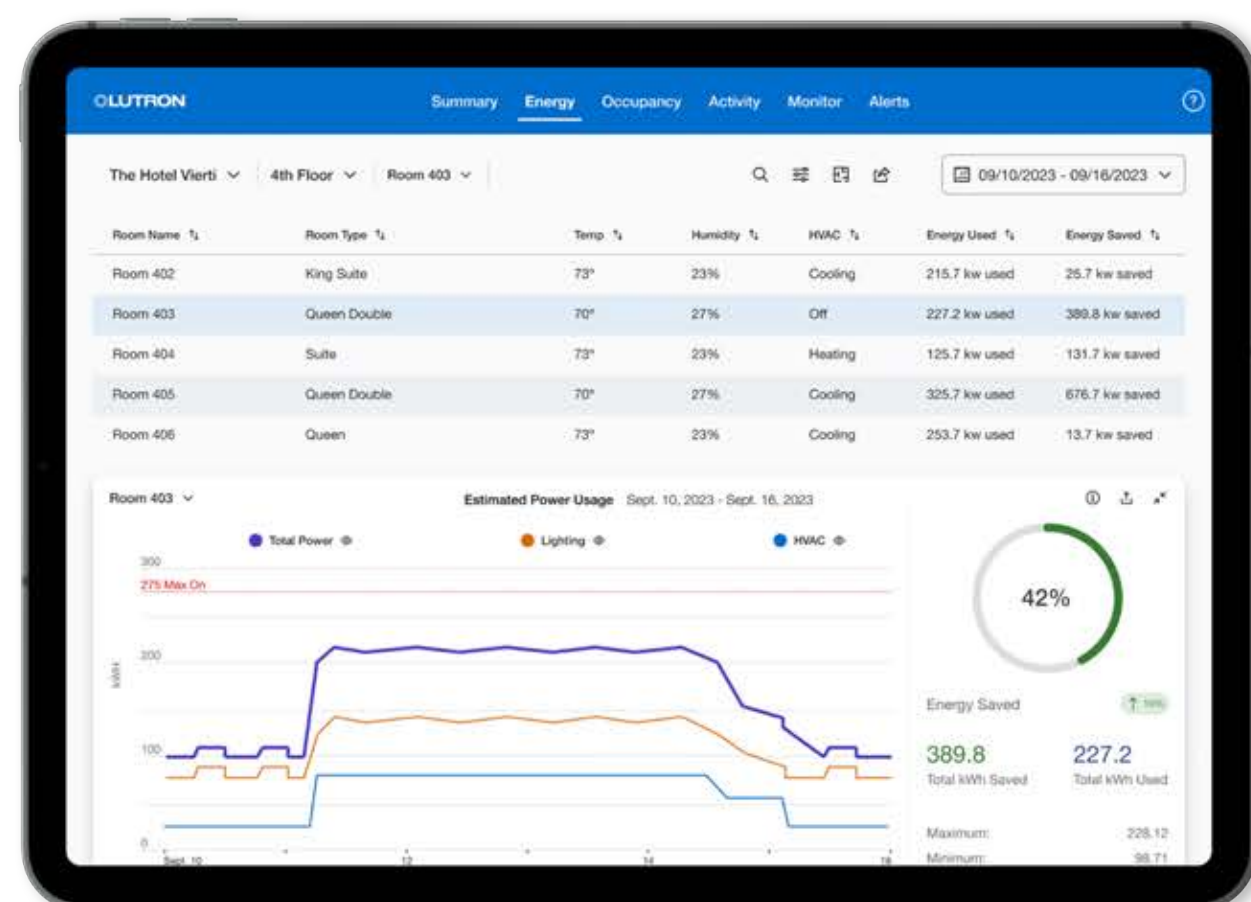 LUTRON
Summary Energy Occupancy Activity Monitor Alerts
?
The Hotel Vierti 4th Floor Room 403 09/10/2023 - 09/16/2023
Room Name Room Type Temp Humidity HVAC Energy Used Energy Saved
Room 402 King Suite 73° 23% Cooling 215.7 kw used 25.7 kw saved
Room 403 Queen Double 70° 27% Off 227.2 kw used 389.8 kw saved
Room 404 Suite 73° 23% Heating 125.7 kw used 131.7 kw saved
Room 405 Queen Double 70° 27% Cooling 325.7 kw used 676.7 kw saved
Room 406 Queen 73° 23% Cooling 253.7 kw used 13.7 kw saved
Room 403 Estimated Power Usage Sept. 10, 2023 - Sept. 16, 2023
Total Power Lighting HVAC
300
275 Max On
200
100
0
kWH
Sept. 10 12 14 16
42%
Energy Saved
389.8 227.2
Total kWh Saved Total kWh Used
Maximum: 228.12
Minimum: 98.71